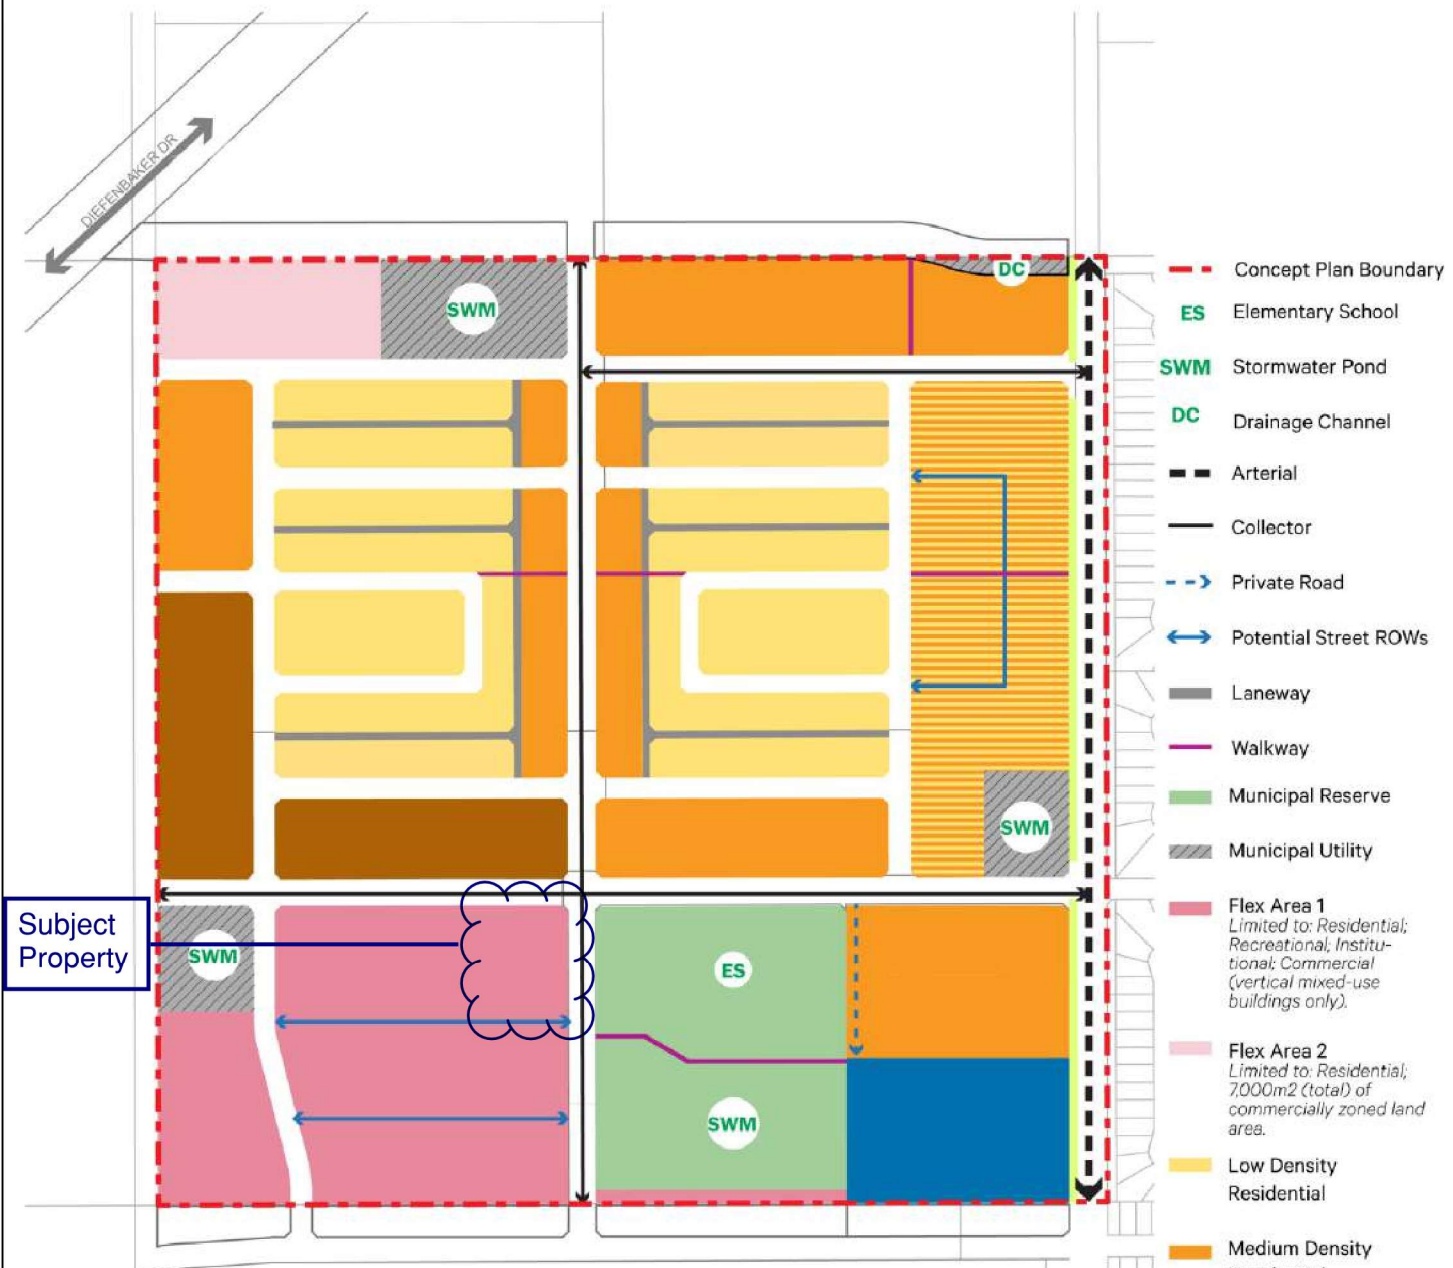 DIEFENBAKER DR
DC
SWM
SWM
Subject
Property
SWM
ES
SWM
Concept Plan Boundary
ES Elementary School
SWM Stormwater Pond
DC Drainage Channel
Arterial
Collector
Private Road
Potential Street ROWs
Laneway
Walkway
Municipal Reserve
Municipal Utility
Flex Area 1
Limited to: Residential;
Recreational; Institu-
tional; Commercial
(vertical mixed-use
buildings only).
Flex Area 2
Limited to: Residential;
7,000m2 (total) of
commercially zoned land
area.
Low Density
Residential
Medium Density